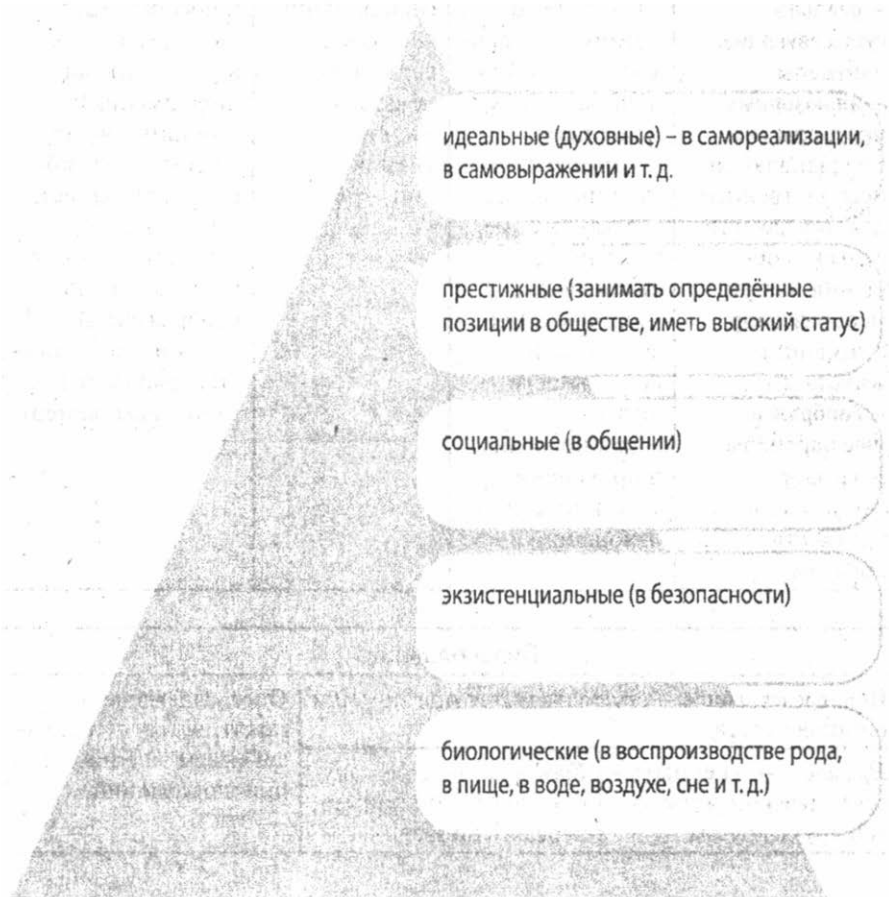 идеальные (духовные) – в самореализации,
в самовыражении и т. д.
престижные (занимать определённые
позиции в обществе, иметь высокий статус)
социальные (в общении)
экзистенциальные (в безопасности)
биологические (в воспроизводстве рода,
в пище, в воде, воздухе, сне и т. д.)